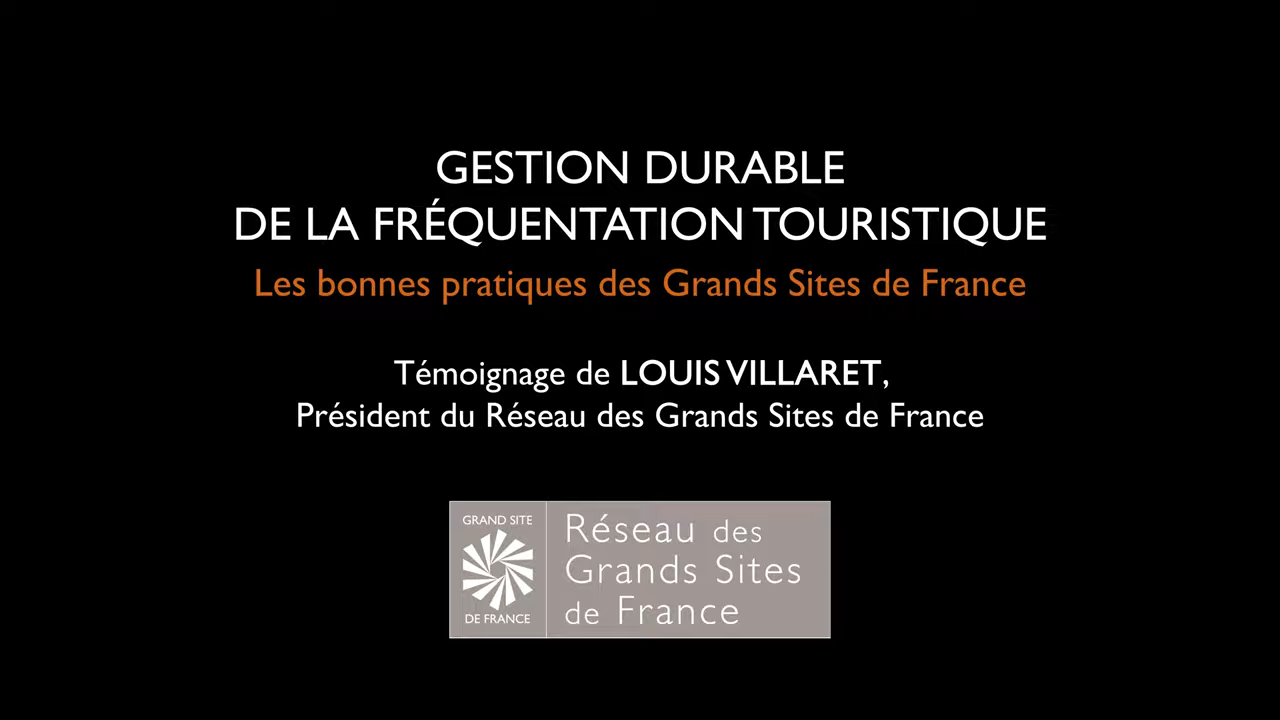 GESTION DURABLE
DE LA FRÉQUENTATION TOURISTIQUE
Les bonnes pratiques des Grands Sites de France
Témoignage de LOUIS VILLARET,
Président du Réseau des Grands Sites de France
GRAND SITE
DE FRANCE
Réseau des
Grands Sites
de France